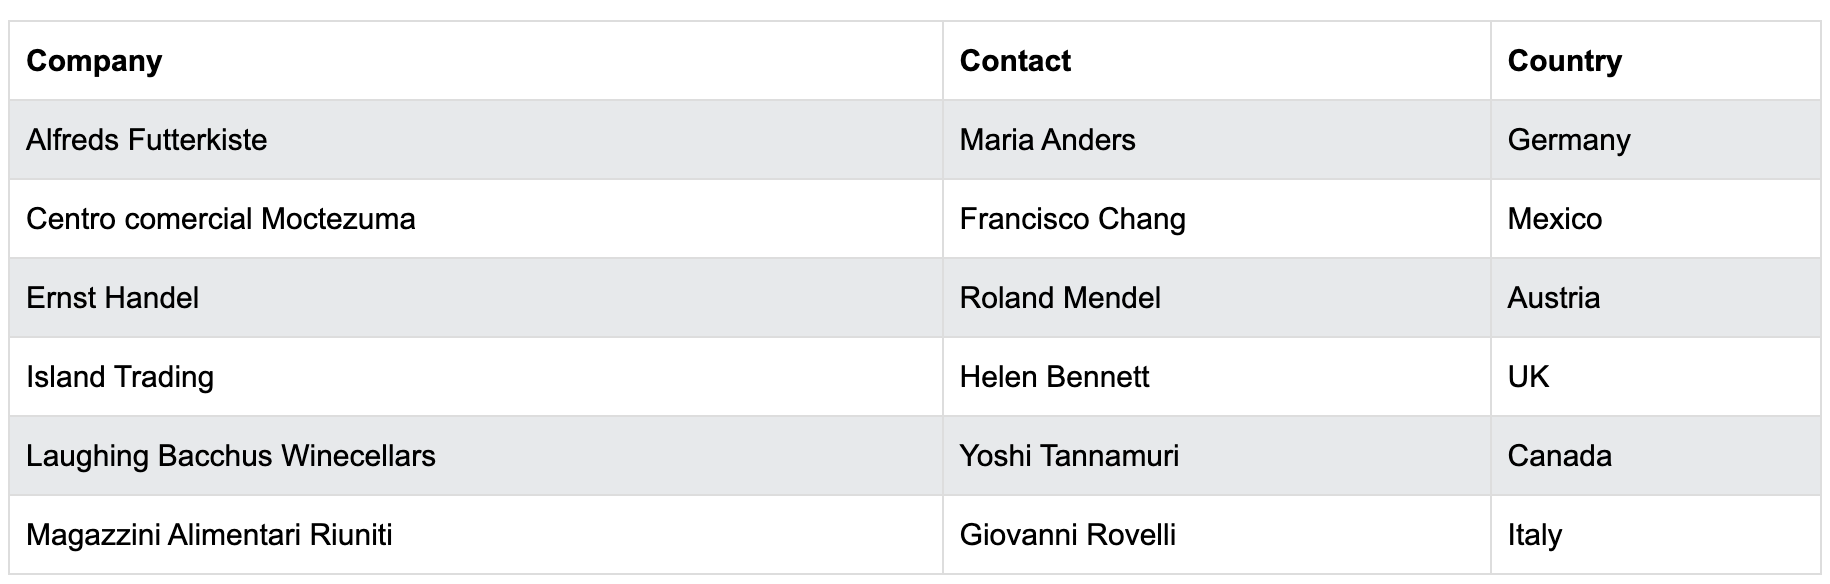 Company Contact Country
Alfreds Futterkiste Maria Anders Germany
Centro comercial Moctezuma Francisco Chang Mexico
Ernst Handel Roland Mendel Austria
Island Trading Helen Bennett UK
Laughing Bacchus Winecellars Yoshi Tannamuri Canada
Magazzini Alimentari Riuniti Giovanni Rovelli Italy